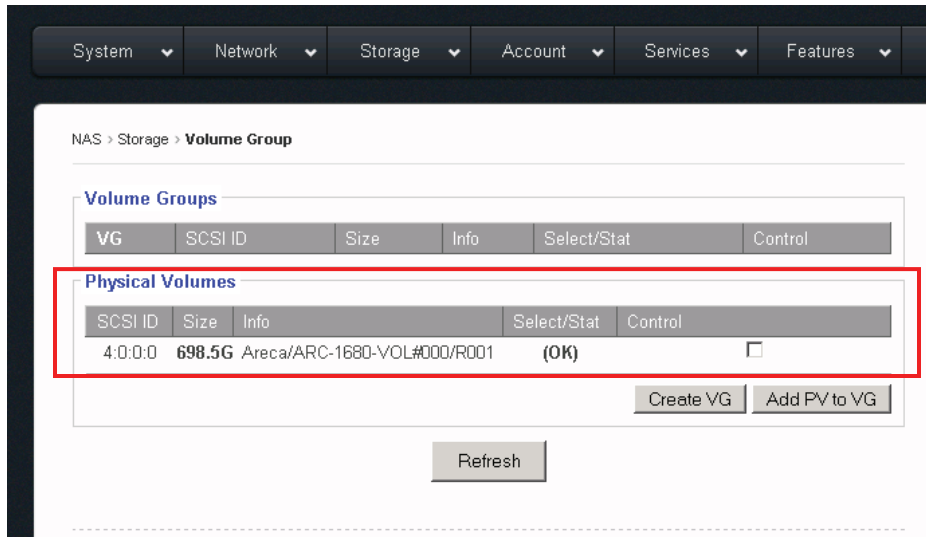 System Network Storage Account Services Features
NAS > Storage > Volume Group
Volume Groups
VG SCSI ID Size Info Select/Stat Control
Physical Volumes
SCSI ID Size Info Select/Stat Control
4:0:0:0 698.5G Areca/ARC-1680-VOL#000/R001 (OK)
Create VG Add PV to VG
Refresh